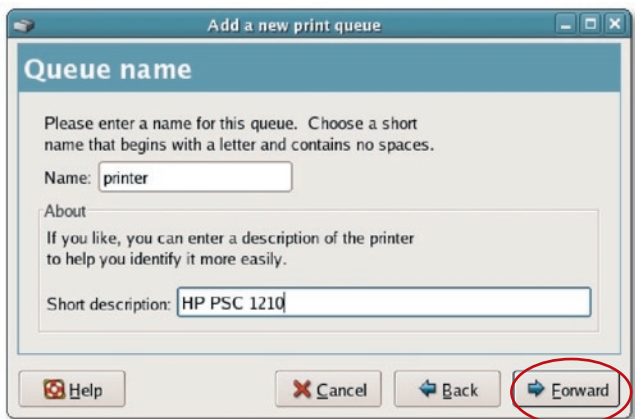 Add a new print queue
Queue name
Please enter a name for this queue. Choose a short
name that begins with a letter and contains no spaces.
Name: printer
About
If you like, you can enter a description of the printer
to help you identify it more easily.
Short description: HP PSC 1210
Help Cancel Back Forward